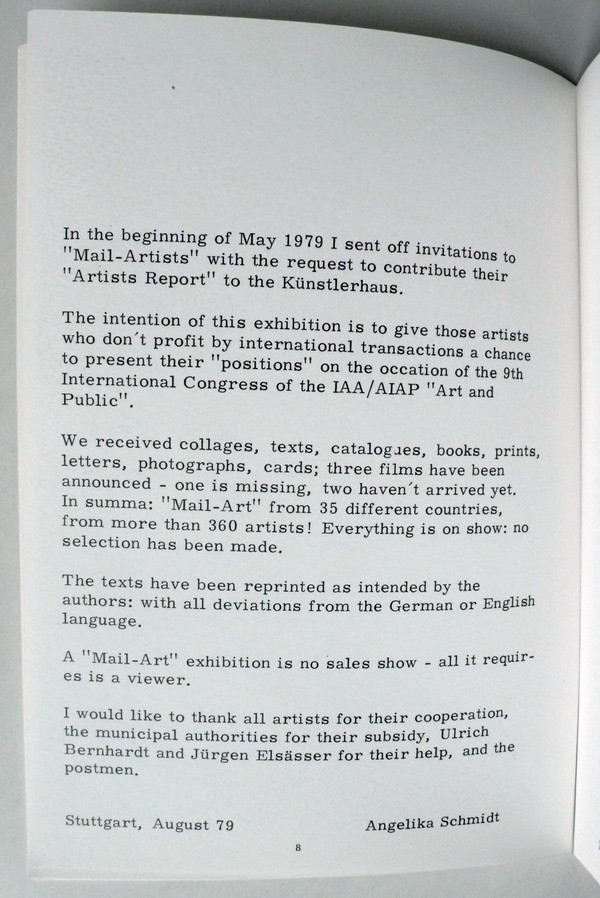 In the beginning of May 1979 I sent off invitations to
"Mail-Artists" with the request to contribute their
"Artists Report" to the Künstlerhaus.
The intention of this exhibition is to give those artists
who don´t profit by international transactions a chance
to present their "positions" on the occation of the 9th
International Congress of the IAA/AIAP "Art and
Public".
We received collages, texts, catalogues, books, prints,
letters, photographs, cards; three films have been
announced - one is missing, two haven´t arrived yet.
In summa: "Mail-Art" from 35 different countries,
from more than 360 artists! Everything is on show: no
selection has been made.
The texts have been reprinted as intended by the
authors: with all deviations from the German or English
language.
A "Mail-Art" exhibition is no sales show - all it requir-
es is a viewer.
I would like to thank all artists for their cooperation,
the municipal authorities for their subsidy, Ulrich
Bernhardt and Jürgen Elsässer for their help, and the
postmen.
Stuttgart, August 79 Angelika Schmidt
8